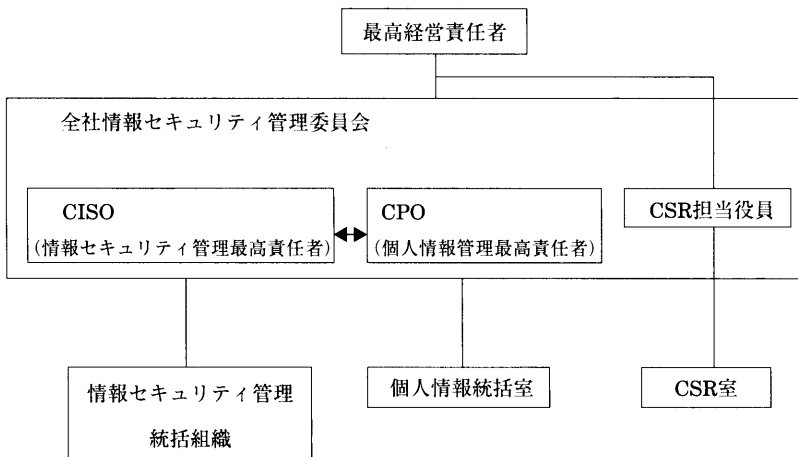 最高経営責任者
全社情報セキュリティ管理委員会
CISO
(情報セキュリティ管理最高責任者)
CPO
(個人情報管理最高責任者)
CSR担当役員
情報セキュリティ管理
統括組織
個人情報統括室
CSR室